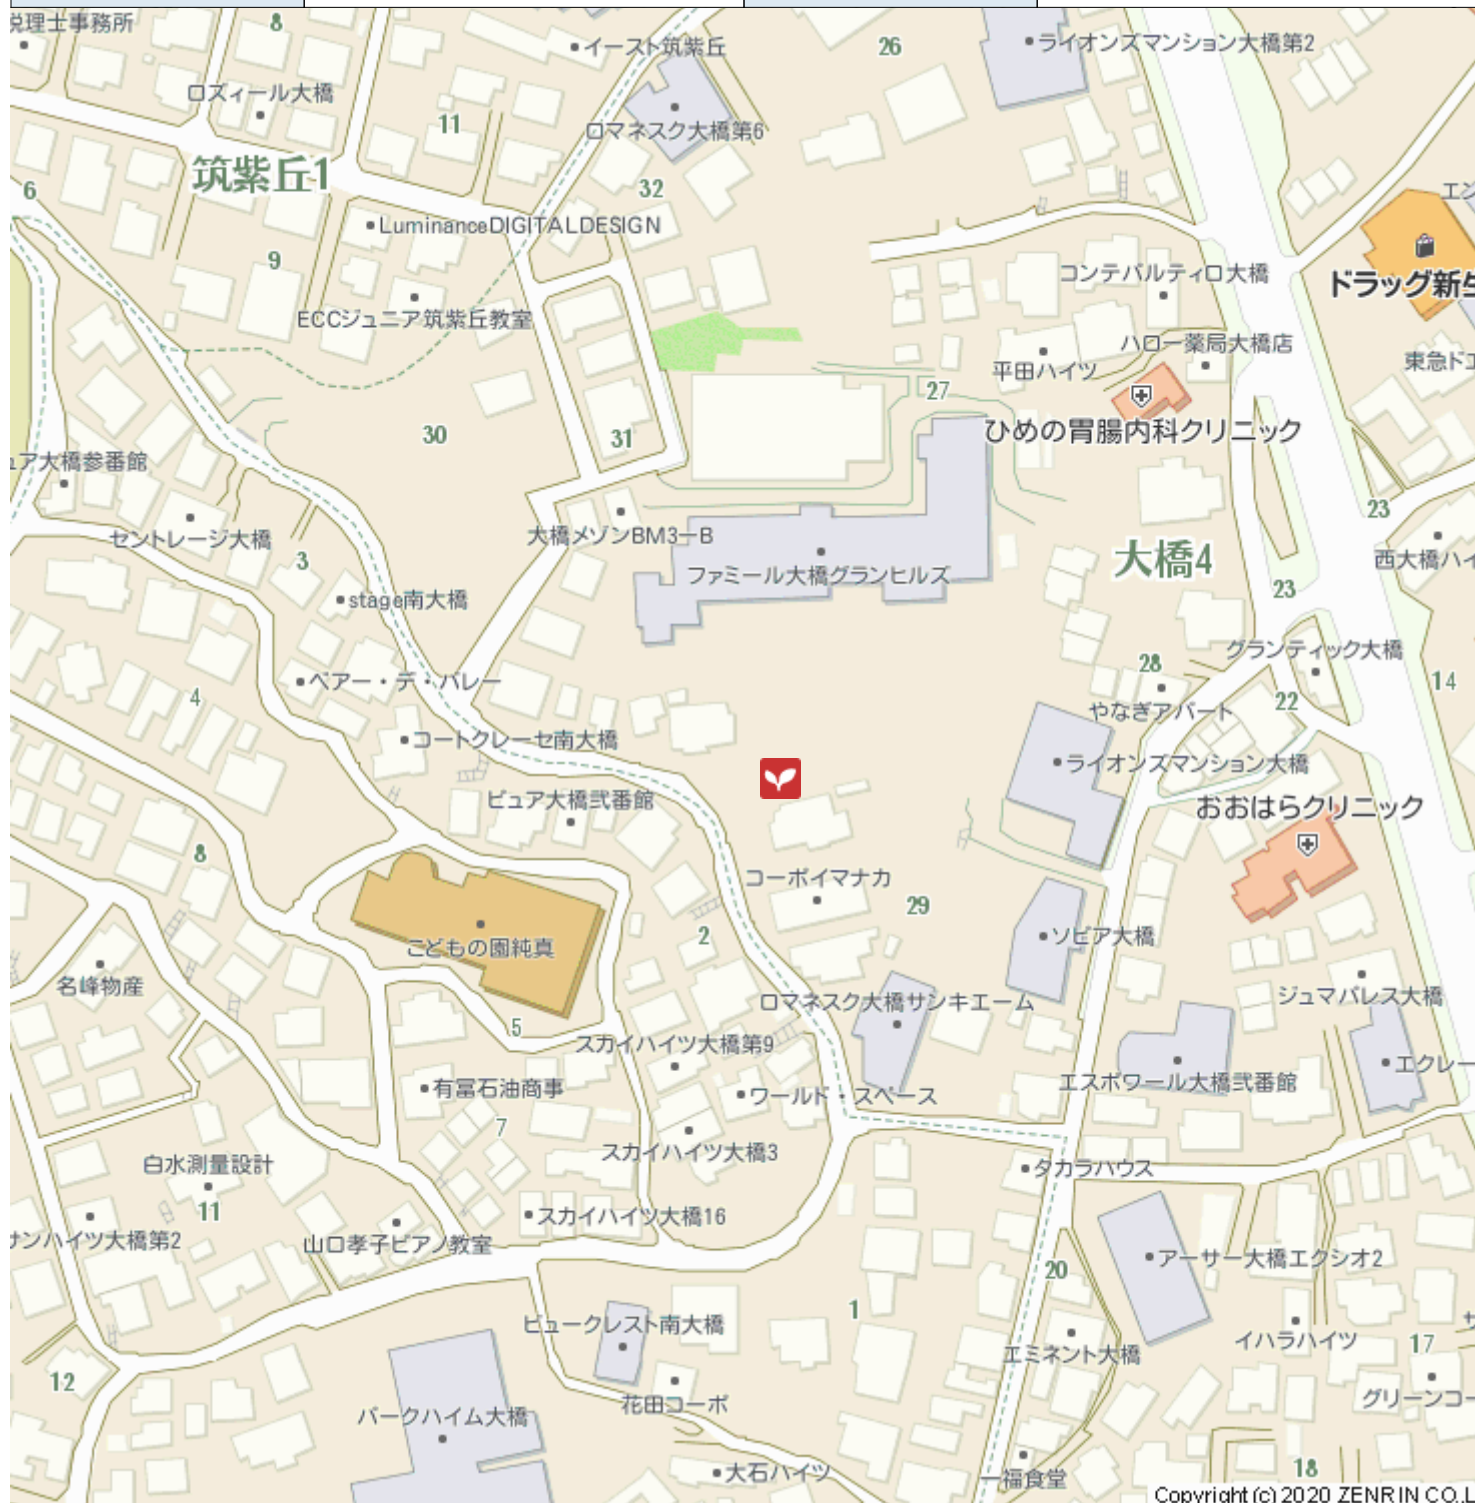 税理士事務所
8
イースト筑紫丘
26
ライオンズマンション大橋第2
ロズィール大橋
11
ロマネスク大橋第6
筑紫丘1
6
32
エン
LuminanceDIGITALDESIGN
9
コンテバルティロ大橋
ドラッグ新生
ECCジュニア筑紫丘教室
ハロー薬局大橋店
平田ハイツ
東急ドエ
27
30
31
ひめの胃腸内科クリニック
ュア大橋参番館
23
セントレージ大橋
大橋メゾンBM3-B
3
ファミール大橋グランヒルズ
大橋4
西大橋ハイ
23
stage南大橋
グランティック大橋
28
14
ベアー・デ・バレー
4
22
やなぎアパート
コートクレーセ南大橋
ライオンズマンション大橋
ピュア大橋弐番館
おおはらクリニック
8
コーポイマナカ
29
2
こどもの園純真
ソピア大橋
名峰物産
ロマネスク大橋サンキエーム
ジュマパレス大橋
5
スカイハイツ大橋第9
エクレー
有冨石油商事
ワールド・スペース
エスポワール大橋弐番館
7
スカイハイツ大橋3
白水測量設計
タカラハウス
11
スカイハイツ大橋16
サンハイツ大橋第2
山口孝子ピアノ教室
アーサー大橋エクシオ2
20
1
ビュークレスト南大橋
イハラハイツ
17
エミネント大橋
12
花田コーポ
グリーンコー
パークハイム大橋
大石ハイツ
一福食堂
18
Copyright (c) 2020 ZENRIN CO.L